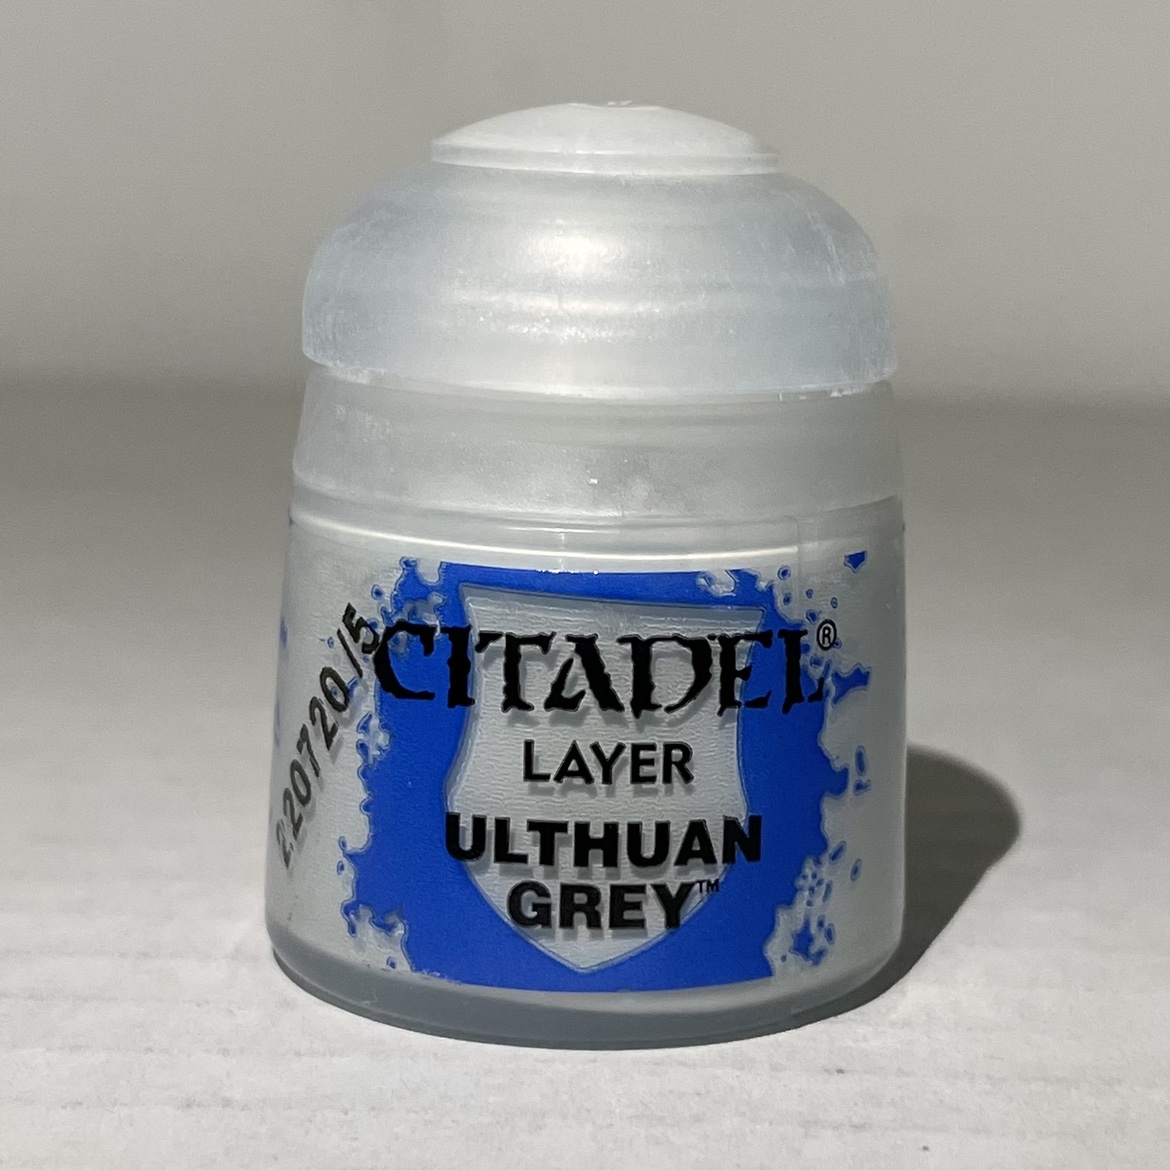 CITADEL®
LAYER
ULTHUAN
GREY™
220720/5